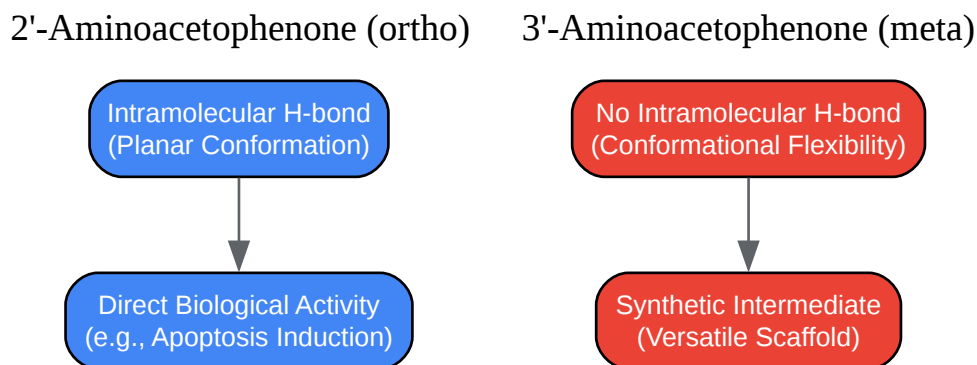 2'-Aminoacetophenone (ortho)
3'-Aminoacetophenone (meta)
Intramolecular H-bond
(Planar Conformation)
No Intramolecular H-bond
(Conformational Flexibility)
Direct Biological Activity
(e.g., Apoptosis Induction)
Synthetic Intermediate
(Versatile Scaffold)